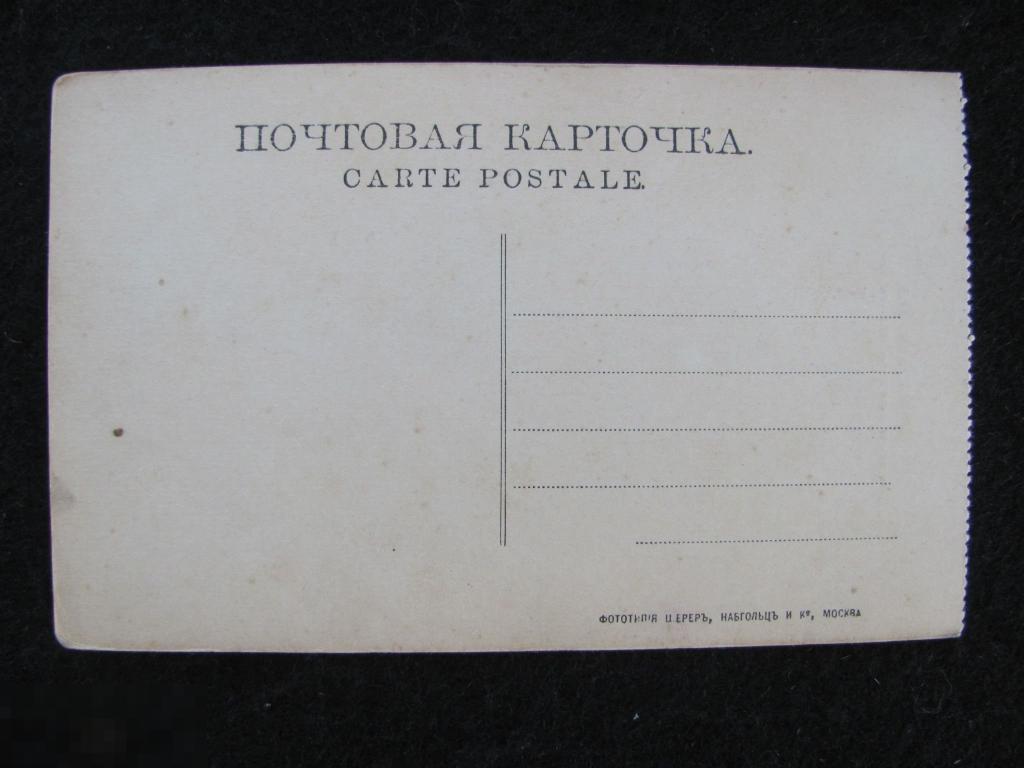 ПОЧТОВАЯ КАРТОЧКА.
CARTE POSTALE.
ФОТОТИПІЯ ШЕРЕРЪ, НАБГОЛЬЦЪ И Кº, МОСКВА